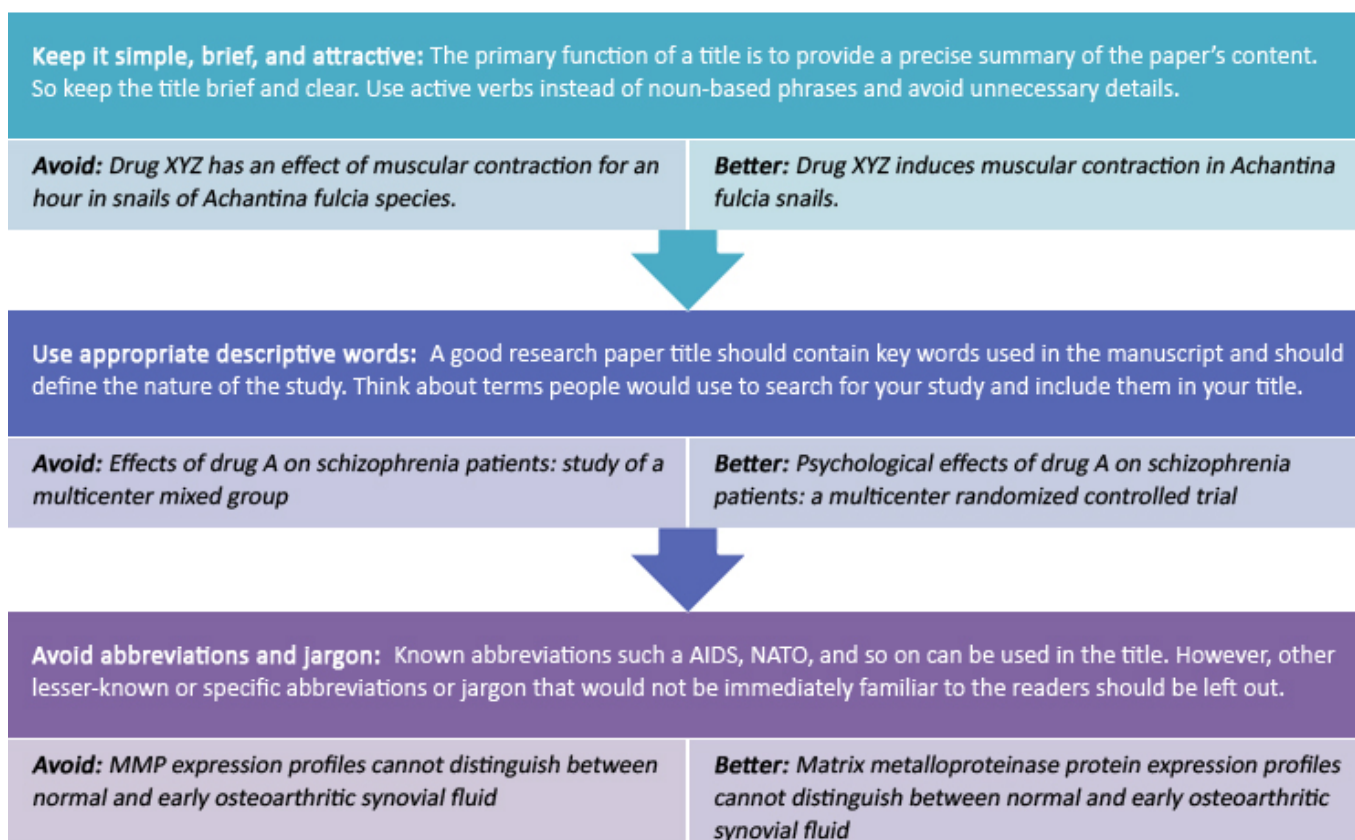 Keep it simple, brief, and attractive: The primary function of a title is to provide a precise summary of the paper's content.
So keep the title brief and clear. Use active verbs instead of noun-based phrases and avoid unnecessary details.
Avoid: Drug XYZ has an effect of muscular contraction for an
hour in snails of Achantina fulcia species.
Better: Drug XYZ induces muscular contraction in Achantina
fulcia snails.
Use appropriate descriptive words: A good research paper title should contain key words used in the manuscript and should
define the nature of the study. Think about terms people would use to search for your study and include them in your title.
Avoid: Effects of drug A on schizophrenia patients: study of a
multicenter mixed group
Better: Psychological effects of drug A on schizophrenia
patients: a multicenter randomized controlled trial
Avoid abbreviations and jargon: Known abbreviations such a AIDS, NATO, and so on can be used in the title. However, other
lesser-known or specific abbreviations or jargon that would not be immediately familiar to the readers should be left out.
Avoid: MMP expression profiles cannot distinguish between
normal and early osteoarthritic synovial fluid
Better: Matrix metalloproteinase protein expression profiles
cannot distinguish between normal and early osteoarthritic
synovial fluid